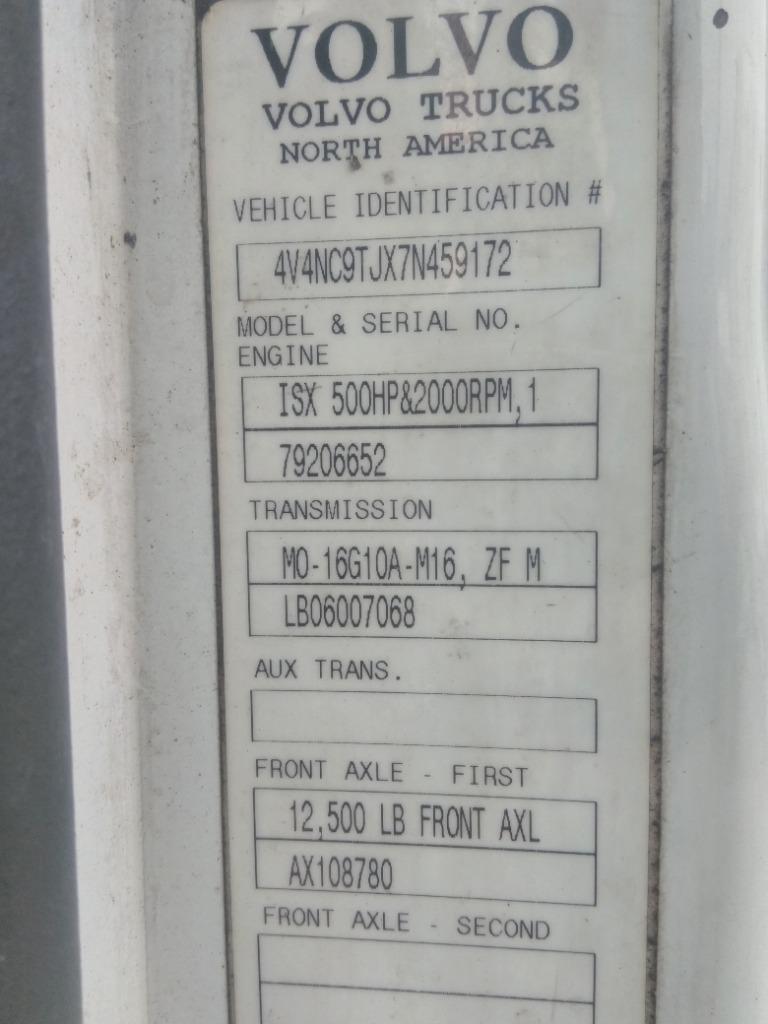 VOLVO
VOLVO TRUCKS
NORTH AMERICA
VEHICLE IDENTIFICATION #
4V4NC9TJX7N459172
MODEL & SERIAL NO.
ENGINE
ISX 500HP&2000RPM,1
79206652
TRANSMISSION
MO-16G10A-M16, ZF M
LB06007068
AUX TRANS.
FRONT AXLE - FIRST
12,500 LB FRONT AXL
AX108780
FRONT AXLE - SECOND